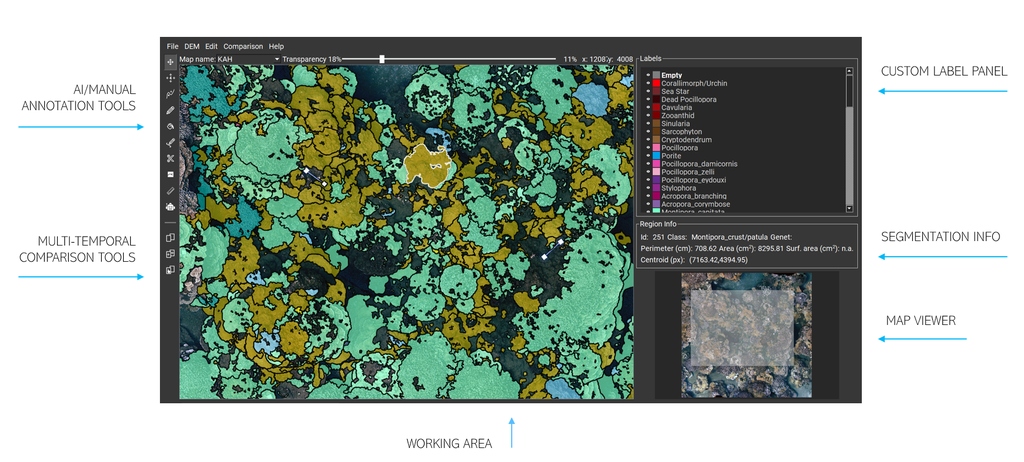 File DEM Edit Comparison Help
Map name: KAH Transparency 18% 11% x: 1208 y: 4008
Labels
Empty
Corallimorph/Urchin
Sea Star
Dead Pocillopora
Cavularia
Zooanthid
Sinularia
Sarcophyton
Cryptodendrum
Pocillopora
Porite
Pocillopora_damicornis
Pocillopora_zelli
Pocillopora_eydouxi
Stylophora
Acropora_branching
Acropora_corymbose
Montipora_capitata
Region Info
Id: 251 Class: Montipora_crust/patula Genet:
Perimeter (cm): 708.62 Area (cm²): 8295.81 Surf. area (cm²): n.a.
Centroid (px): (7163.42,4394.95)
AI/MANUAL
ANNOTATION TOOLS
MULTI-TEMPORAL
COMPARISON TOOLS
CUSTOM LABEL PANEL
SEGMENTATION INFO
MAP VIEWER
WORKING AREA